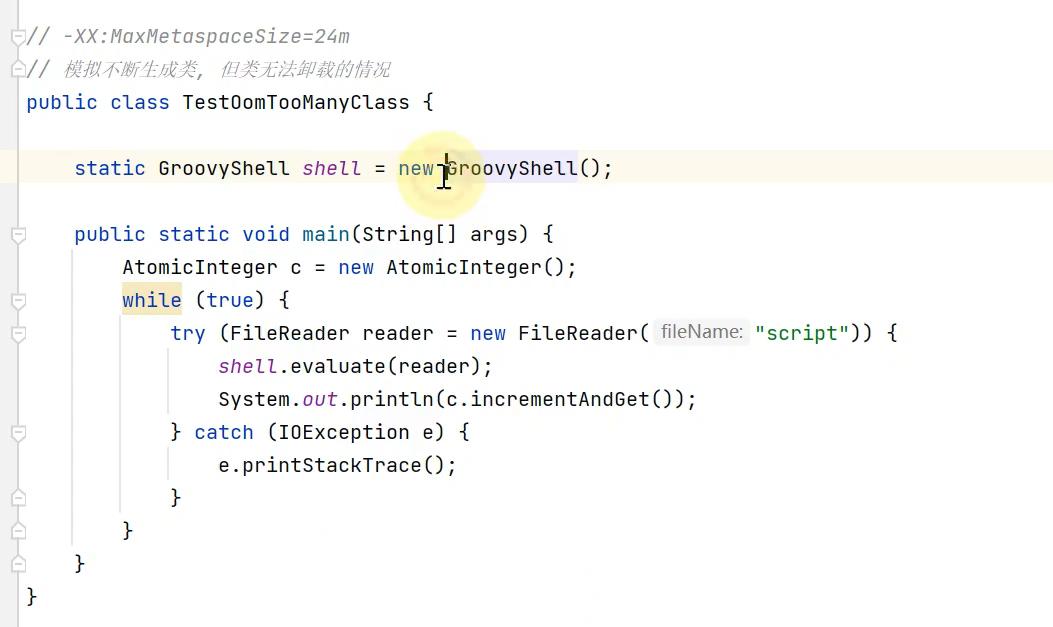 // -XX:MaxMetaspaceSize=24m
// 模拟不断生成类, 但类无法卸载的情况
public class TestOomTooManyClass {
static GroovyShell shell = new GroovyShell();
public static void main(String[] args) {
AtomicInteger c = new AtomicInteger();
while (true) {
try (FileReader reader = new FileReader( fileName: "script")) {
shell.evaluate(reader);
System.out.println(c.incrementAndGet());
} catch (IOException e) {
e.printStackTrace();
}
}
}
}